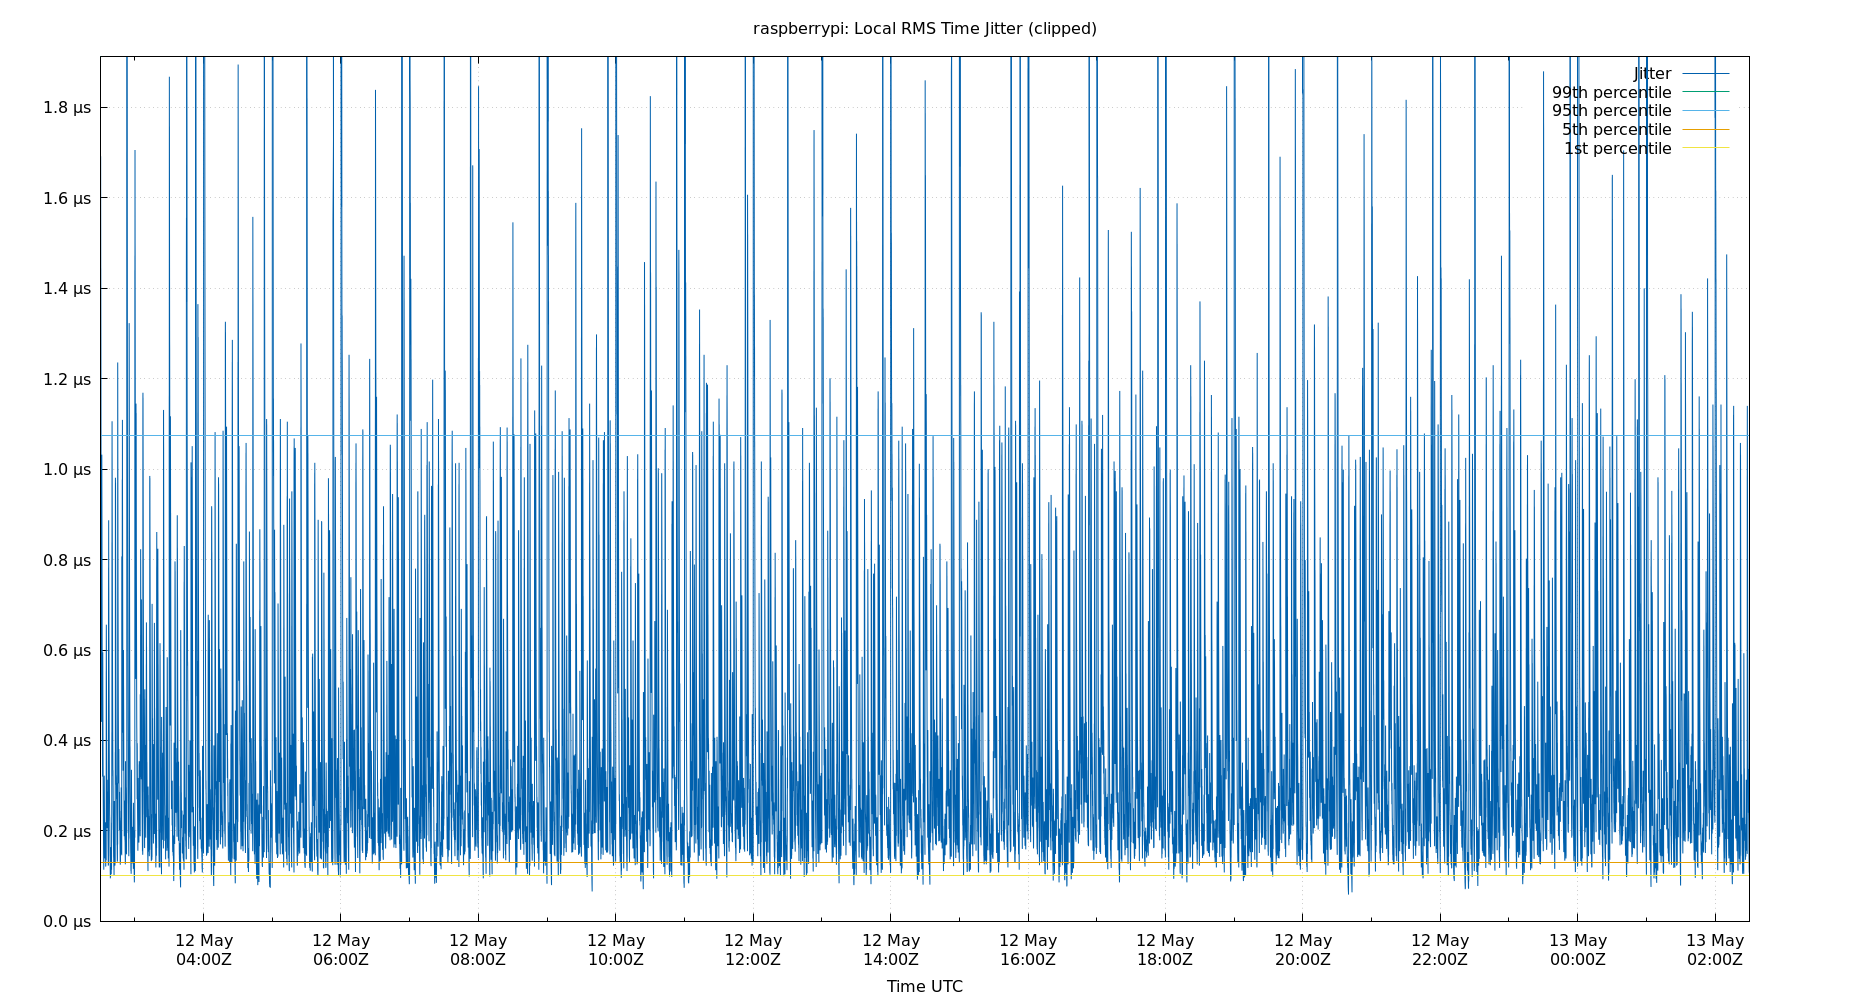 raspberrypi: Local RMS Time Jitter (clipped)
Jitter
99th percentile
95th percentile
5th percentile
1st percentile
1.8 µs
1.6 µs
1.4 µs
1.2 µs
1.0 µs
0.8 µs
0.6 µs
0.4 µs
0.2 µs
0.0 µs
12 May 12 May 12 May 12 May 12 May 12 May 12 May 12 May 12 May 12 May 13 May 13 May
04:00Z 06:00Z 08:00Z 10:00Z 12:00Z 14:00Z 16:00Z 18:00Z 20:00Z 22:00Z 00:00Z 02:00Z
Time UTC